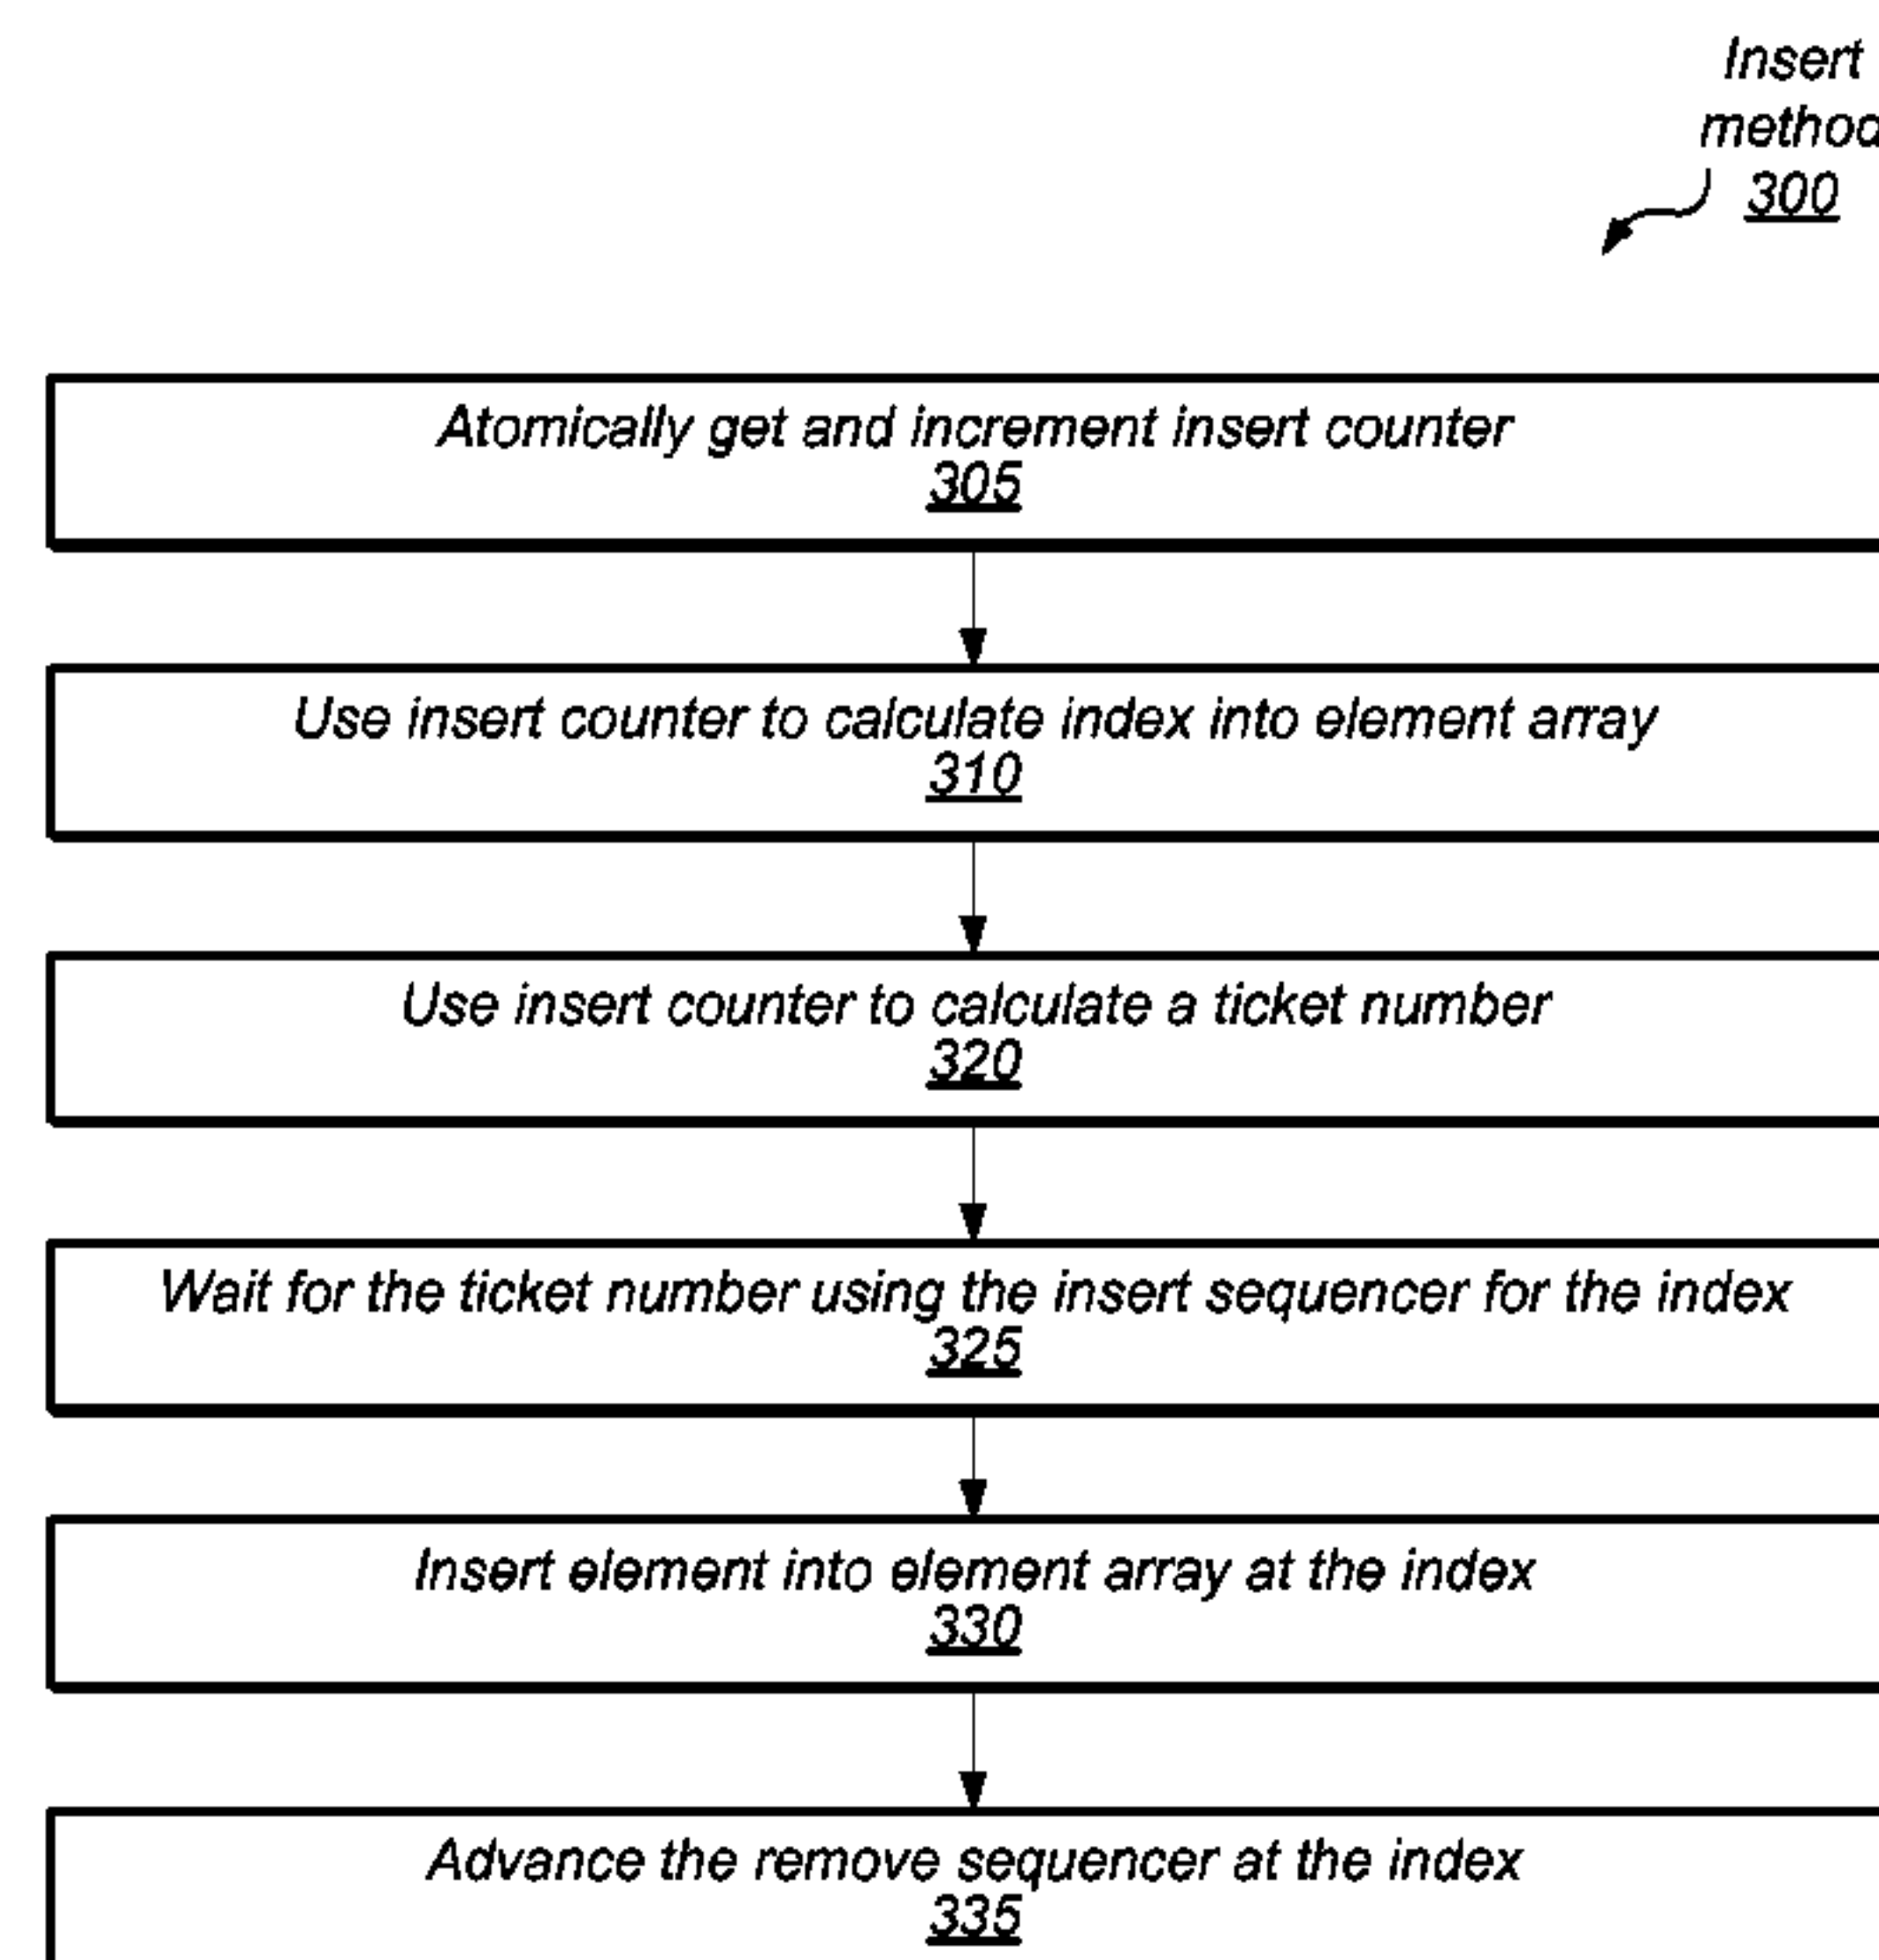 Insert
method
300
Atomically get and increment insert counter
305
Use insert counter to calculate index into element array
310
Use insert counter to calculate a ticket number
320
Wait for the ticket number using the insert sequencer for the index
325
Insert element into element array at the index
330
Advance the remove sequencer at the index
335